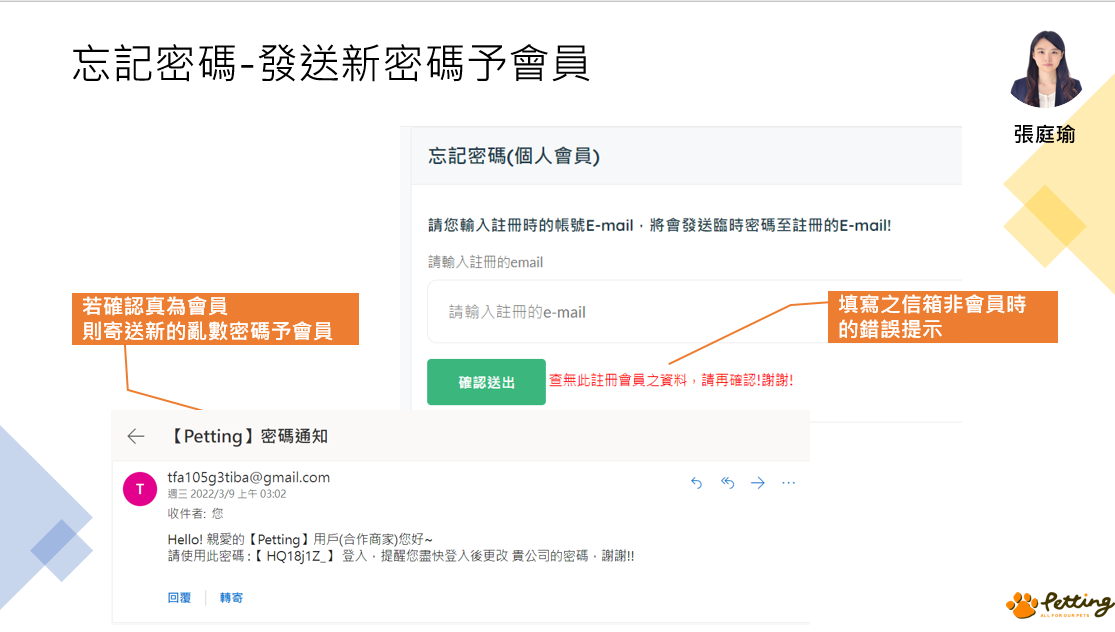 忘記密碼-發送新密碼予會員
張庭瑜
忘記密碼(個人會員)
請您輸入註冊時的帳號E-mail，將會發送臨時密碼至註冊的E-mail!
請輸入註冊的email
請輸入註冊的e-mail
若確認真為會員
則寄送新的亂數密碼予會員
填寫之信箱非會員時
的錯誤提示
確認送出
查無此註冊會員之資料，請再確認!謝謝!
【Petting】密碼通知
T
tfa105g3tiba@gmail.com
週三 2022/3/9 上午 03:02
收件者: 您
Hello! 親愛的【Petting】用戶(合作商家)您好~
請使用此密碼 :【 HQ18j1Z_】 登入，提醒您盡快登入後更改 貴公司的密碼，謝謝!!
回覆
轉寄
Petting
ALL FOR OUR PETS